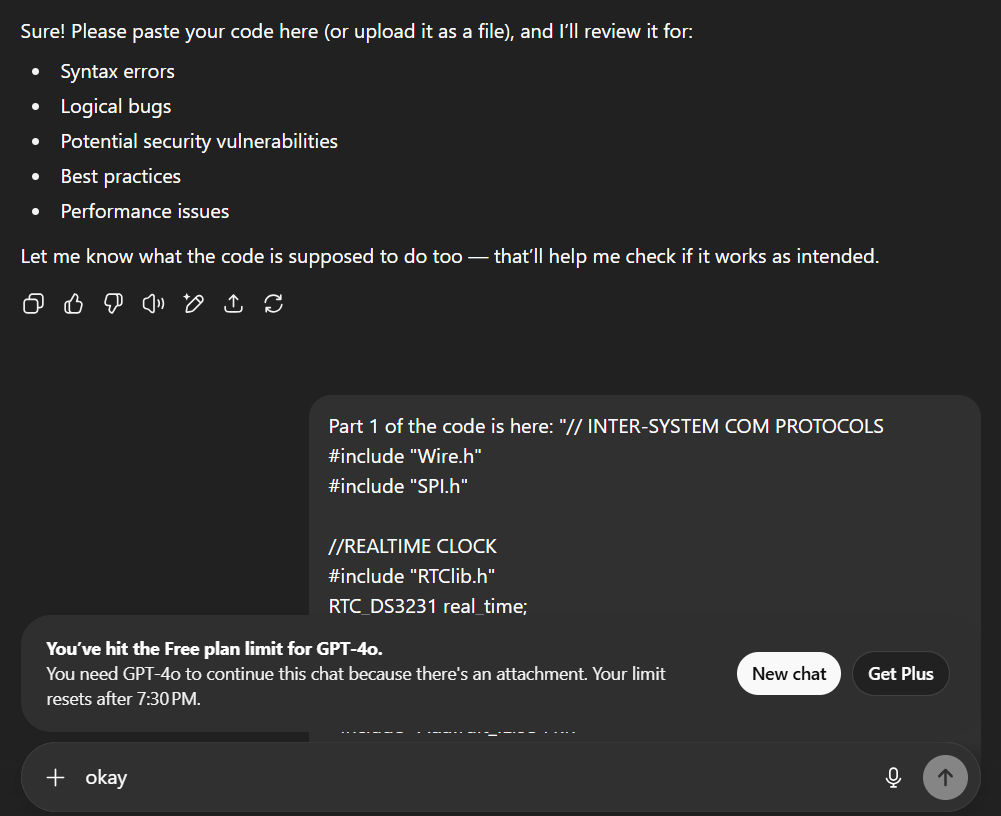 Sure! Please paste your code here (or upload it as a file), and I’ll review it for:
Syntax errors
Logical bugs
Potential security vulnerabilities
Best practices
Performance issues
Let me know what the code is supposed to do too — that’ll help me check if it works as intended.
Part 1 of the code is here: "// INTER-SYSTEM COM PROTOCOLS
#include "Wire.h"
#include "SPI.h"
//REALTIME CLOCK
#include "RTClib.h"
RTC_DS3231 real_time;
You’ve hit the Free plan limit for GPT-4o.
You need GPT-4o to continue this chat because there's an attachment. Your limit
resets after 7:30 PM.
New chat
Get Plus
okay